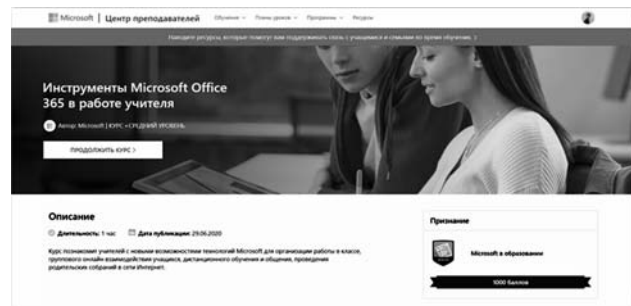 Microsoft | Центр преподавателей Обучение Планы уроков Программы Ресурсы
Находите ресурсы, которые помогут вам поддерживать связь с учащимися и семьями во время обучения. >
Инструменты Microsoft Office
365 в работе учителя
Автор: Microsoft | КУРС • СРЕДНИЙ УРОВЕНЬ
ПРОДОЛЖИТЬ КУРС >
Описание
Длительность: 1 час Дата публикации: 29.06.2020
Курс познакомит учителей с новыми возможностями технологий Microsoft для организации работы в классе,
группового онлайн взаимодействия учащихся, дистанционного обучения и общения, проведения
родительских собраний в сети Интернет.
Признание
Microsoft в образовании
1000 баллов